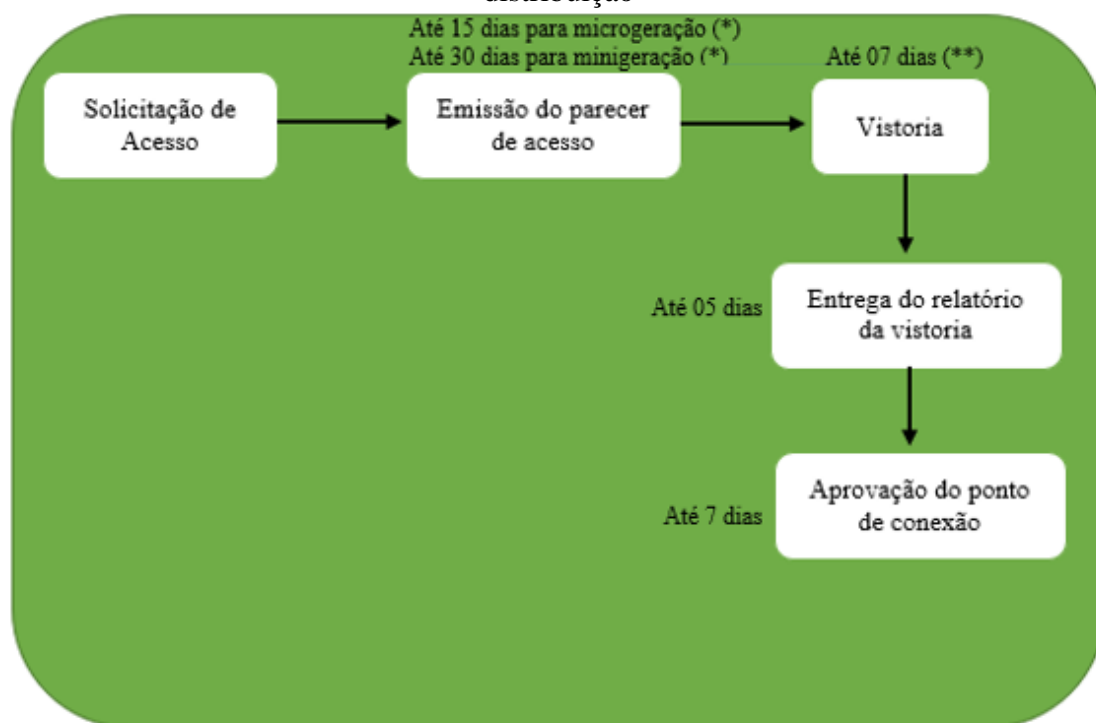 distribuição
Até 15 dias para microgeração (*)
Até 30 dias para minigeração (*)
Até 07 dias (**)
Solicitação de
Acesso
Emissão do parecer
de acesso
Vistoria
Até 05 dias
Entrega do relatório
da vistoria
Até 7 dias
Aprovação do ponto
de conexão